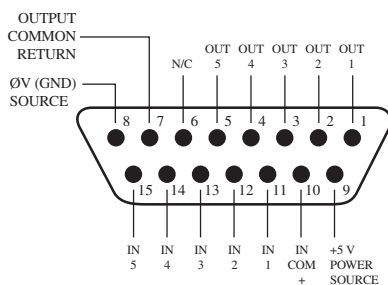 OUTPUT
COMMON
RETURN
ØV (GND)
SOURCE
N/C
OUT
5
OUT
4
OUT
3
OUT
2
OUT
1
8 7 6 5 4 3 2 1
15 14 13 12 11 10 9
IN
5
IN
4
IN
3
IN
2
IN
1
IN
COM
+
+5 V
POWER
SOURCE